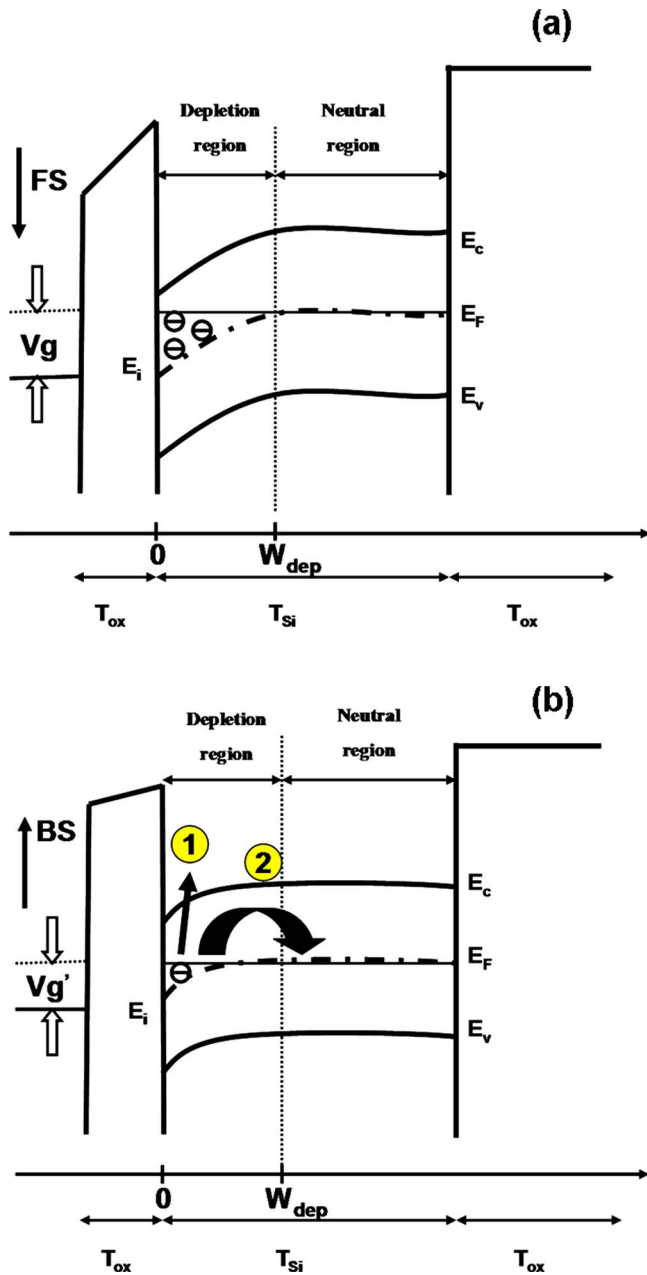 (a)
Depletion Neutral
region region
FS
E_c
E_F
Vg
E_i
E_v
0 W_dep
T_ox T_Si T_ox
(b)
Depletion Neutral
region region
BS
1 2
E_c
E_F
Vg'
E_i
E_v
0 W_dep
T_ox T_Si T_ox